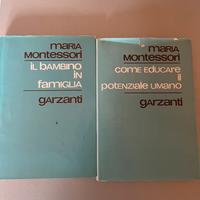 maria
montessori
il bambino
in
famiglia
garzanti
maria
montessori
come educare
il
potenziale umano
garzanti